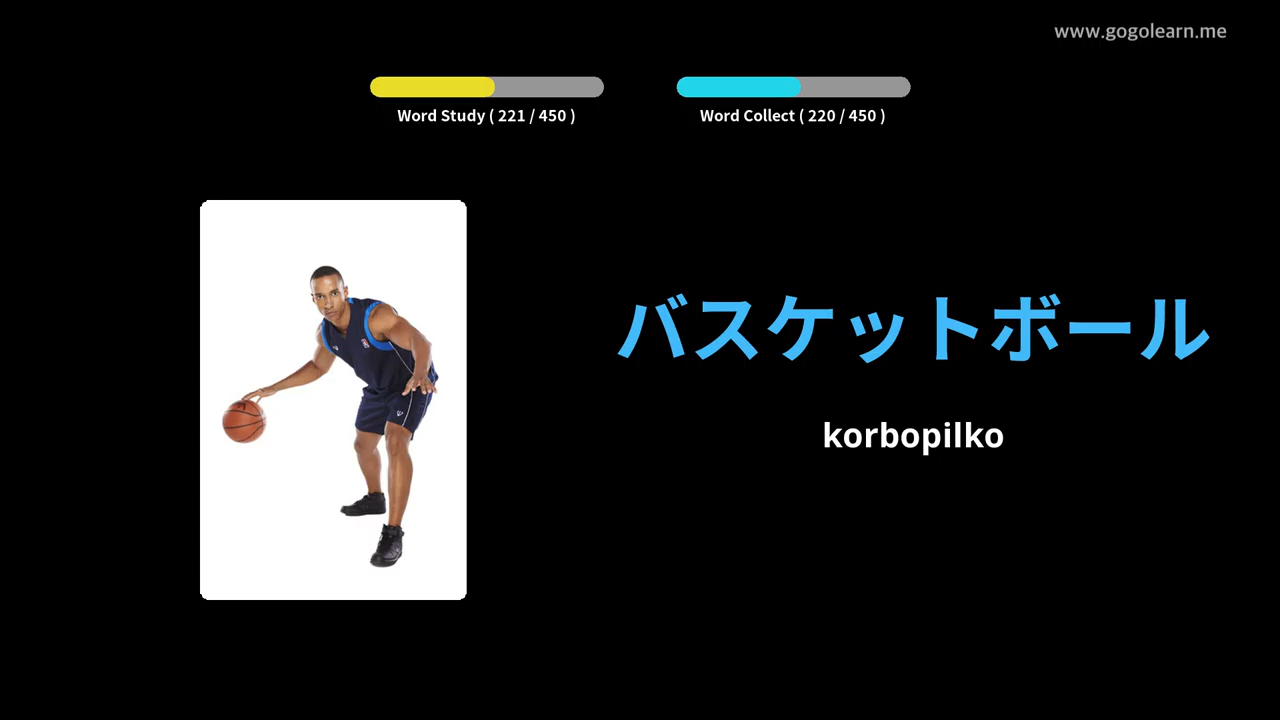 www.gogolearn.me
Word Study ( 221 / 450 )
Word Collect ( 220 / 450 )
バスケットボール
korbopilko